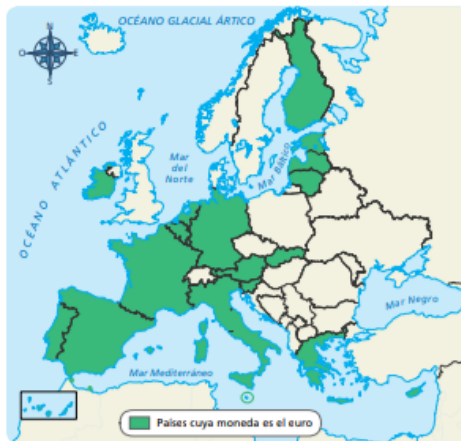 OCÉANO GLACIAL ÁRTICO
N
O
E
S
OCÉANO ATLÁNTICO
Mar
del
Norte
Mar Báltico
Mar Negro
Mar Mediterráneo
Países cuya moneda es el euro